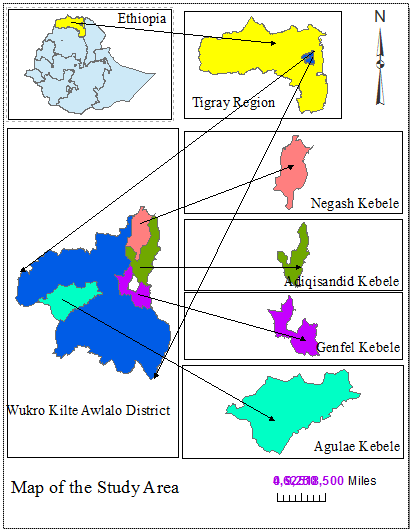 Ethiopia
N
Tigray Region
Negash Kebele
Adiqisandid Kebele
Genfel Kebele
Wukro Kilte Awlalo District
Agulae Kebele
Map of the Study Area
Miles